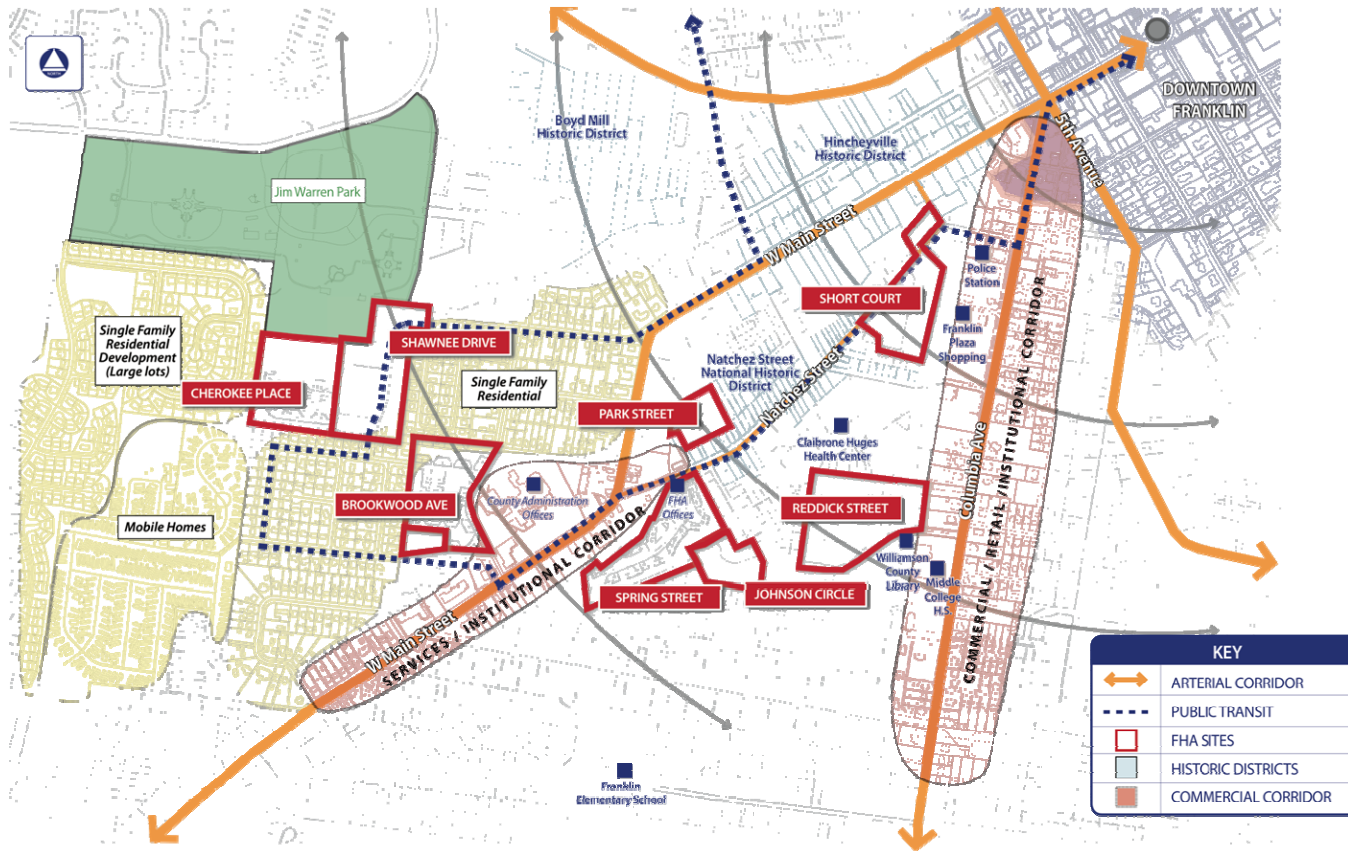 NORTH
DOWNTOWN
FRANKLIN
Boyd Mill
Historic District
Hincheyville
Historic District
5th Avenue
Jim Warren Park
W Main Street
Police
Station
SHORT COURT
Single Family
Residential
Development
(Large lots)
SHAWNEE DRIVE
Franklin
Plaza
Shopping
Natchez Street
National Historic
District
Natchez Street
Single Family
Residential
CHEROKEE PLACE
PARK STREET
Claibrone Huges
Health Center
COMMERCIAL / RETAIL /INSTITUTIONAL CORRIDOR
Columbia Ave
BROOKWOOD AVE
County Administration
Offices
FHA
Offices
REDDICK STREET
Mobile Homes
Williamson
County
Library
Middle
College
H.S.
SPRING STREET
JOHNSON CIRCLE
W Main Street
SERVICES / INSTITUTIONAL CORRIDOR
Franklin
Elementary School
KEY
ARTERIAL CORRIDOR
PUBLIC TRANSIT
FHA SITES
HISTORIC DISTRICTS
COMMERCIAL CORRIDOR